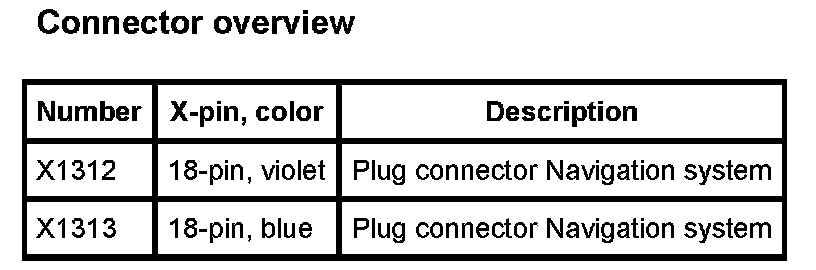 Connector overview
Number X-pin, color Description
X1312 18-pin, violet Plug connector Navigation system
X1313 18-pin, blue Plug connector Navigation system